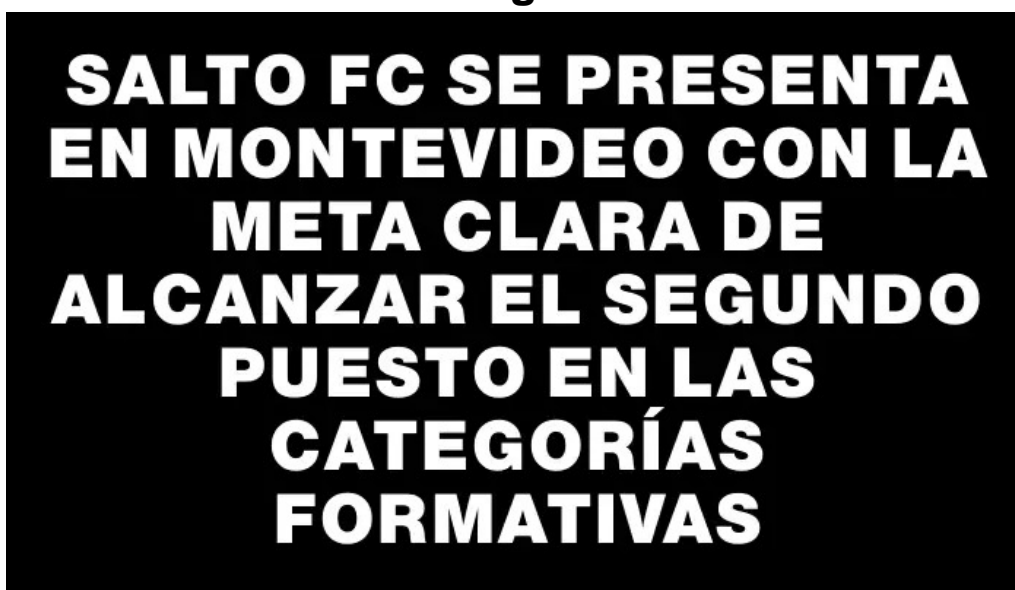 SALTO FC SE PRESENTA
EN MONTEVIDEO CON LA
META CLARA DE
ALCANZAR EL SEGUNDO
PUESTO EN LAS
CATEGORÍAS
FORMATIVAS